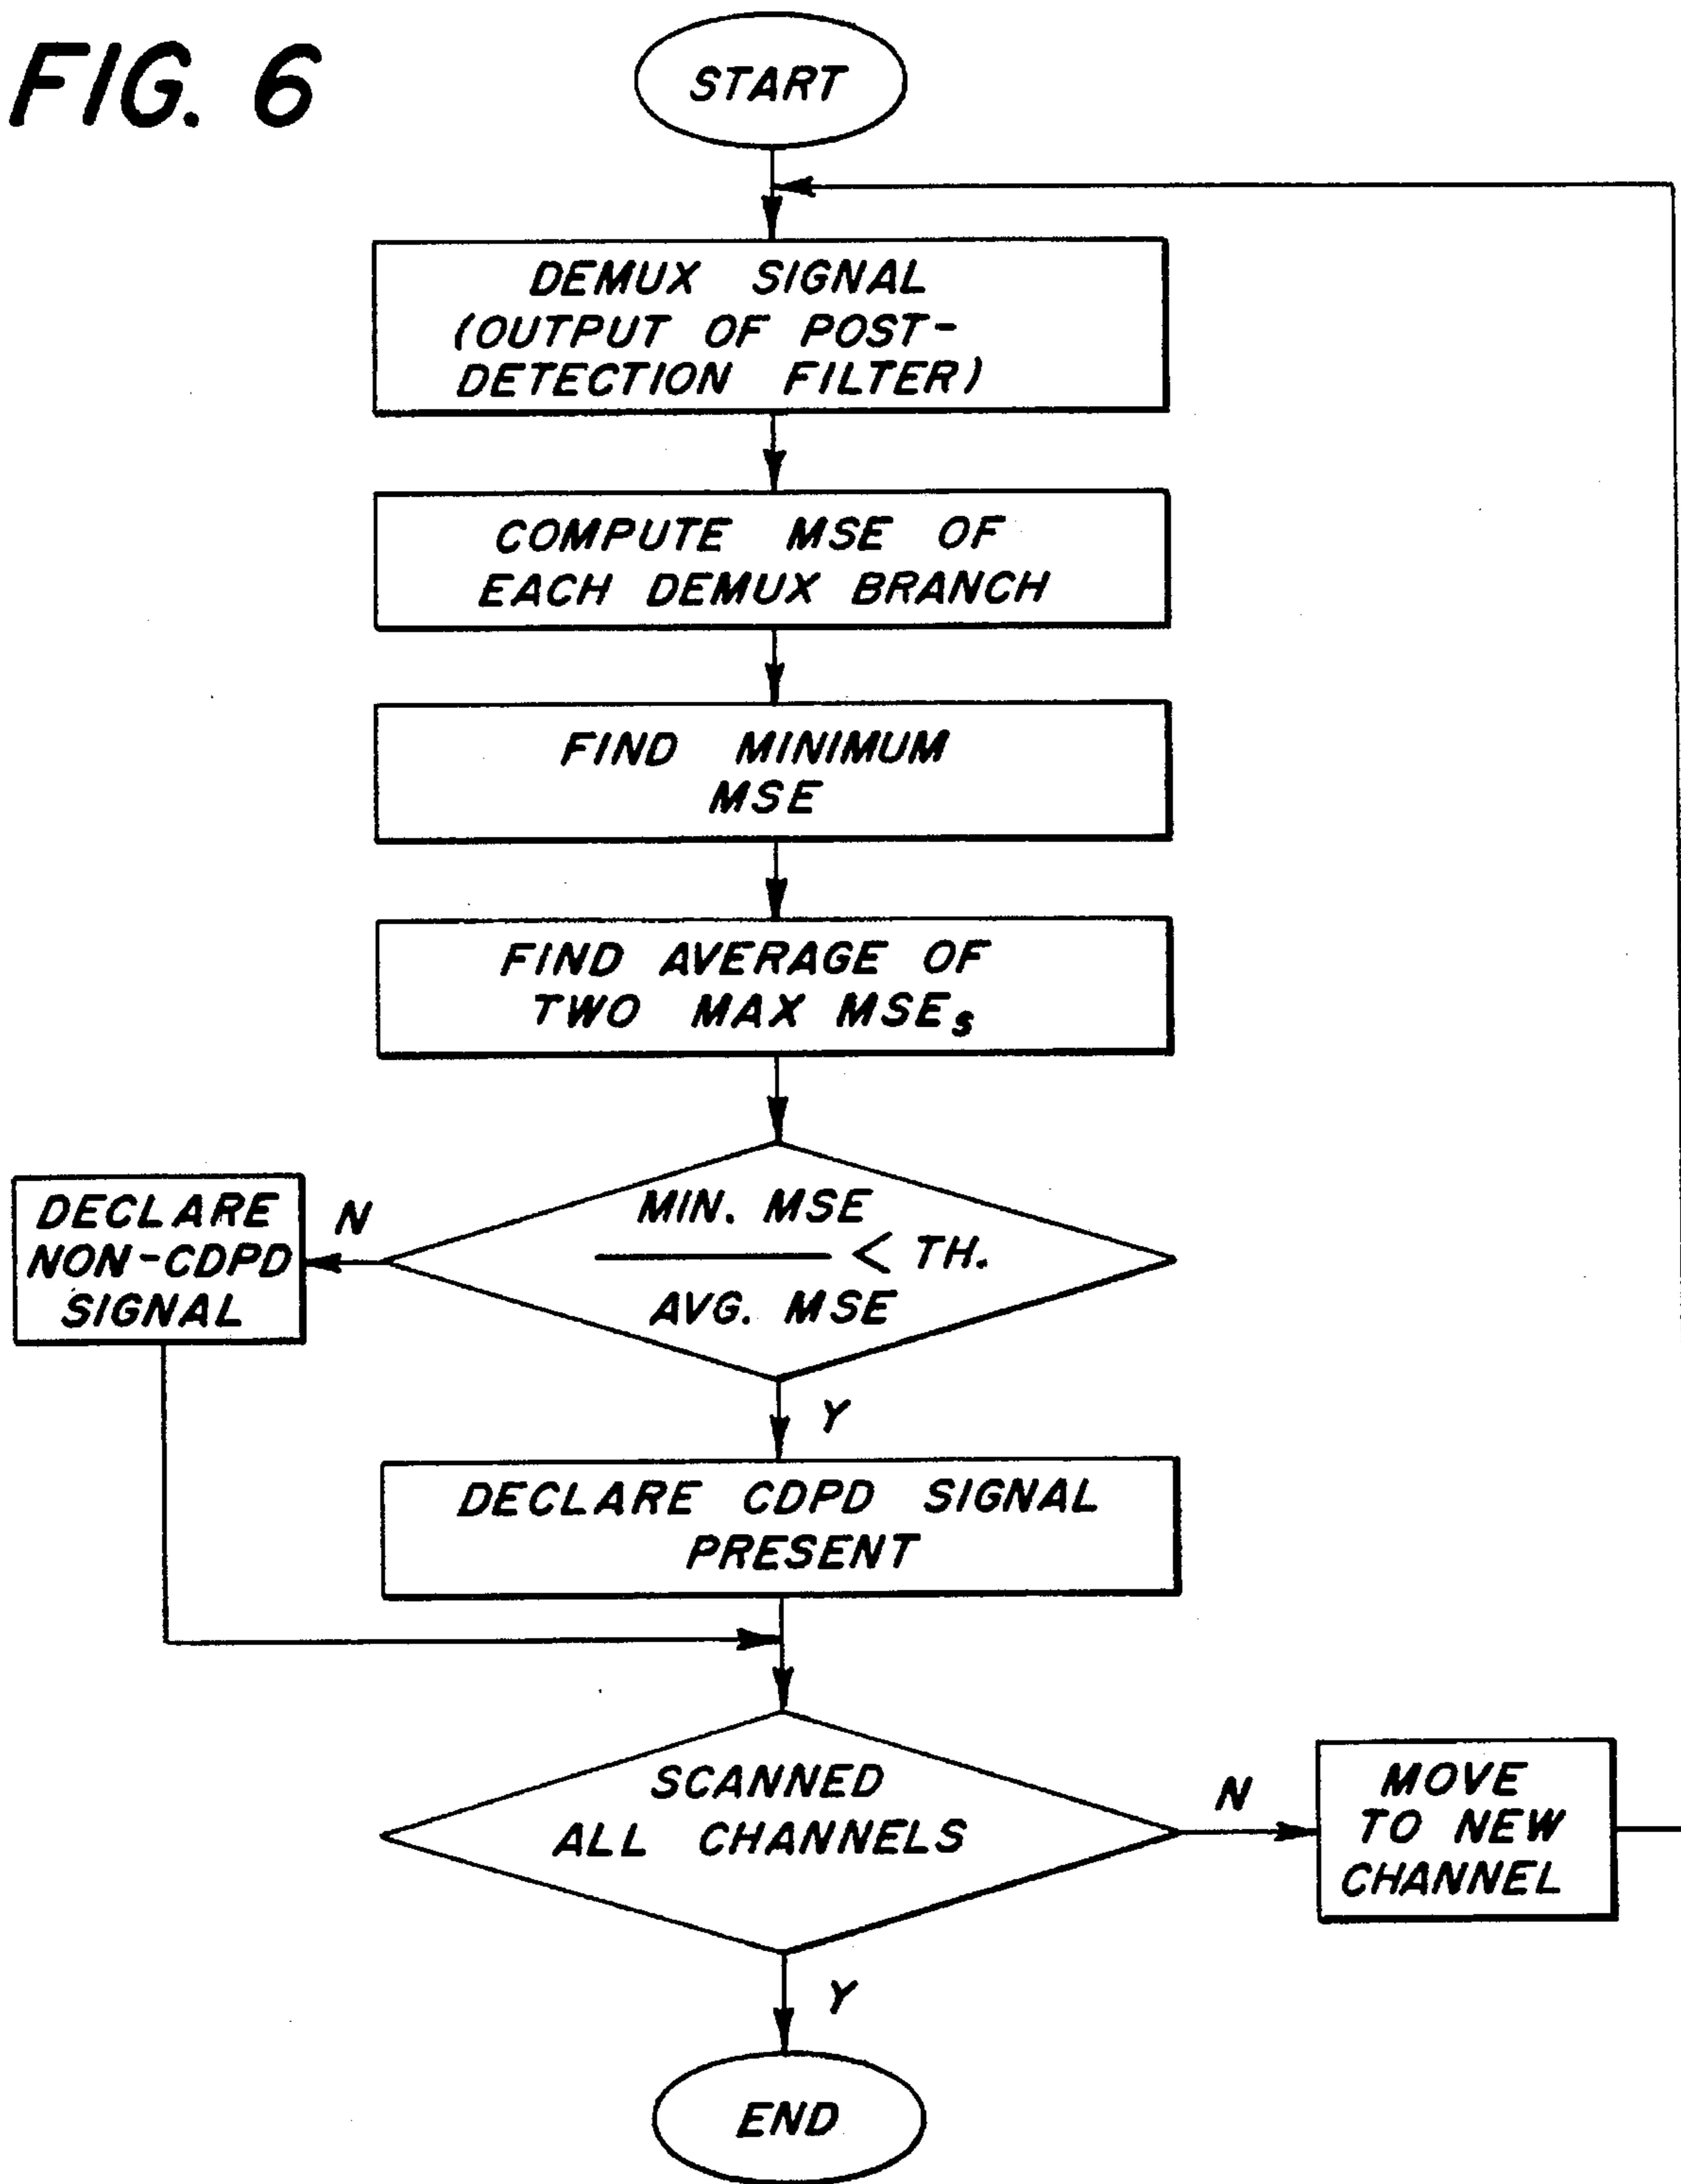 FIG. 6
START
DEMUX SIGNAL
(OUTPUT OF POST-
DETECTION FILTER)
COMPUTE MSE OF
EACH DEMUX BRANCH
FIND MINIMUM
MSE
FIND AVERAGE OF
TWO MAX MSEs
MIN. MSE
< TH.
AVG. MSE
N
DECLARE
NON-CDPD
SIGNAL
Y
DECLARE CDPD SIGNAL
PRESENT
SCANNED
ALL CHANNELS
N
MOVE
TO NEW
CHANNEL
Y
END